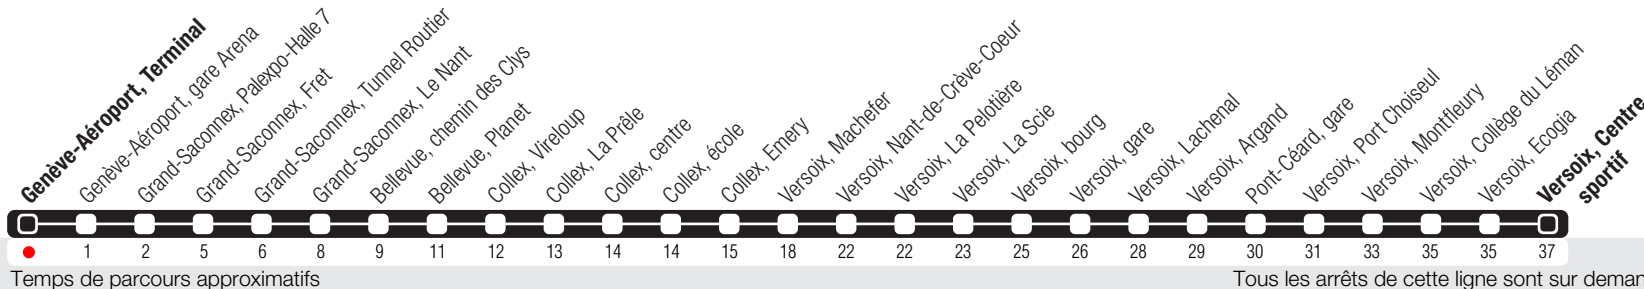 Genève-Aéroport, Terminal
Genève-Aéroport, gare Arena
Grand-Saconnex, Palexpo-Halle 7
Grand-Saconnex, Fret
Grand-Saconnex, Tunnel Routier
Grand-Saconnex, Le Nant
Bellevue, chemin des Clys
Bellevue, Planet
Collex, Vireloup
Collex, La Prêle
Collex, centre
Collex, école
Collex, Emery
Versoix, Machefer
Versoix, Nant-de-Crève-Coeur
Versoix, La Pelotière
Versoix, La Scie
Versoix, bourg
Versoix, gare
Versoix, Lachenal
Versoix, Argand
Pont-Céard, gare
Versoix, Port Choiseul
Versoix, Montfleury
Versoix, Collège du Léman
Versoix, Ecogia
Versoix, Centre
sportif
1 2 5 6 8 9 11 12 13 14 14 15 18 22 22 23 25 26 28 29 30 31 33 35 35 37
Temps de parcours approximatifs
Tous les arrêts de cette ligne sont sur deman